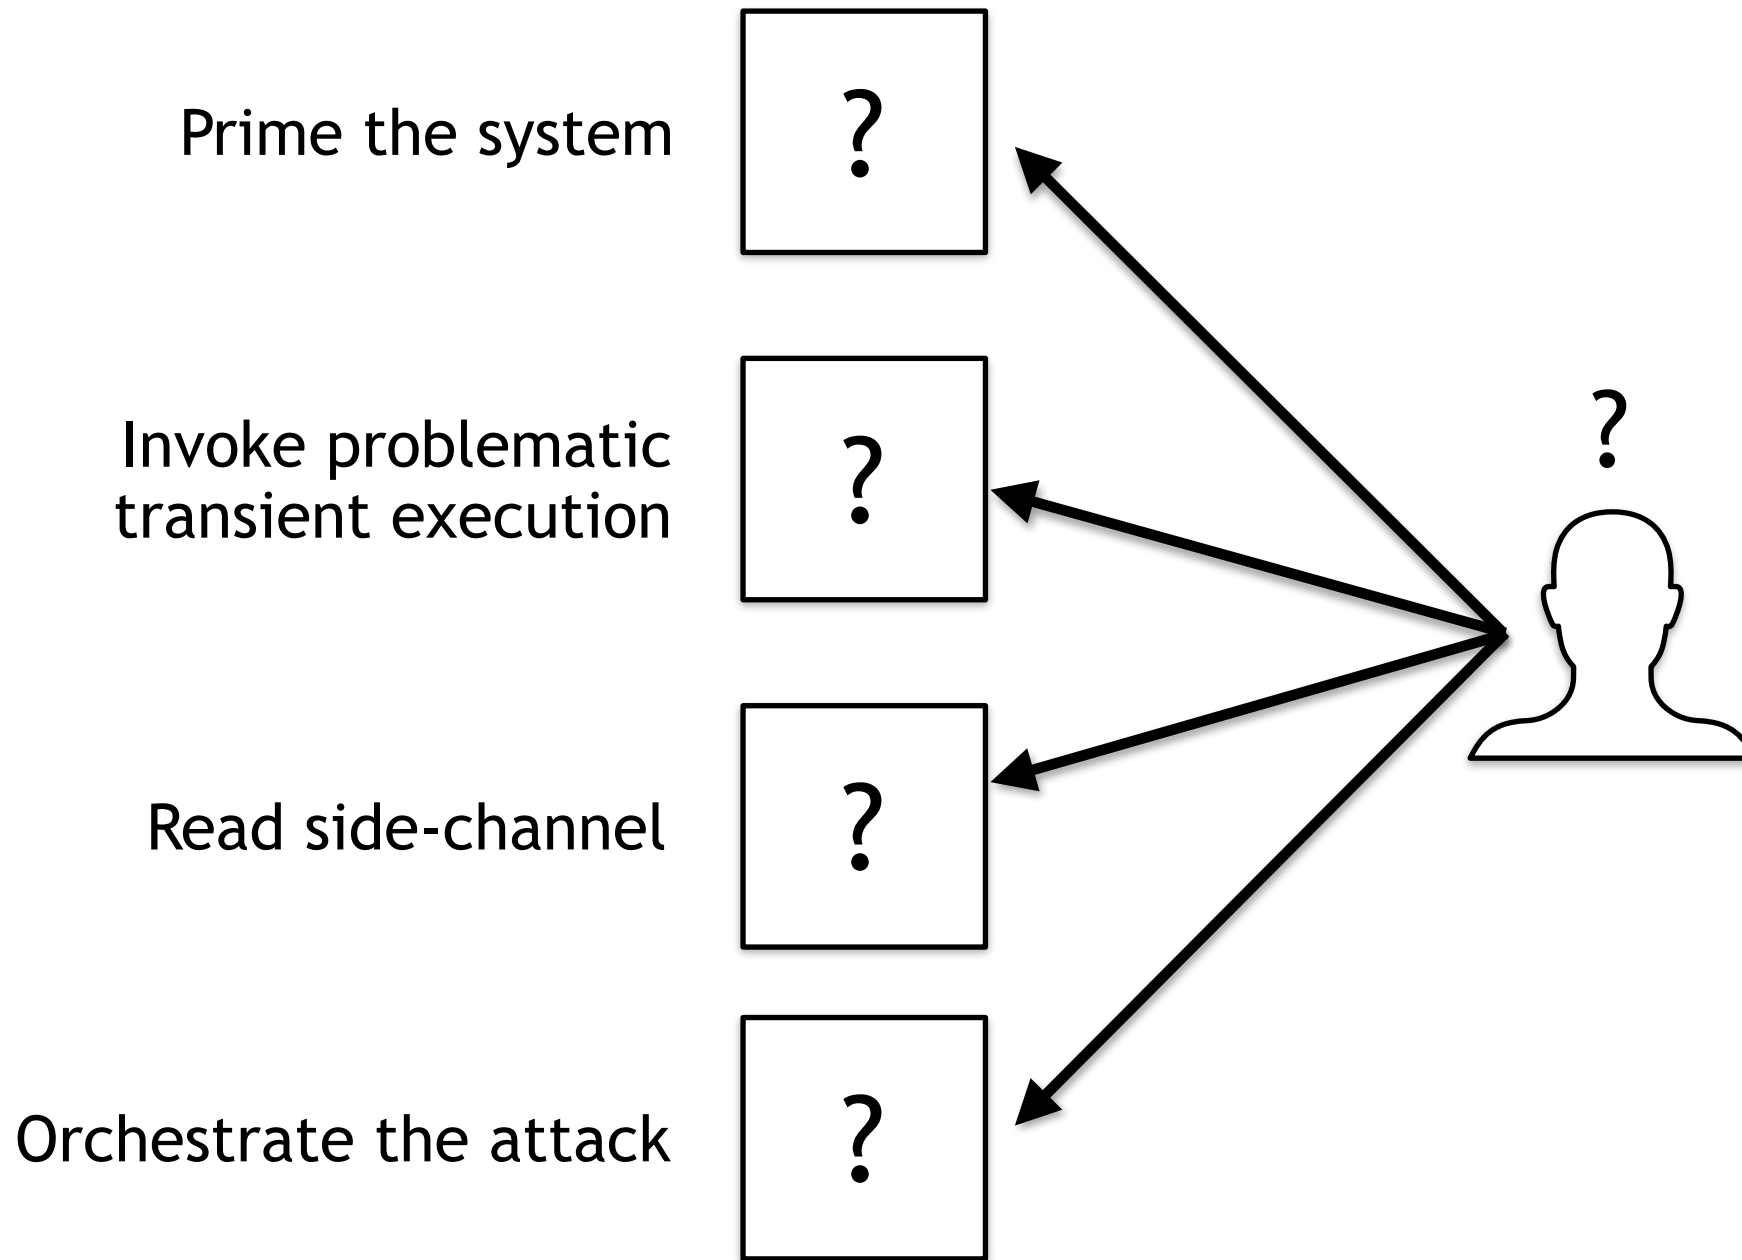 Prime the system
?
Invoke problematic
transient execution
?
?
Read side-channel
?
Orchestrate the attack
?